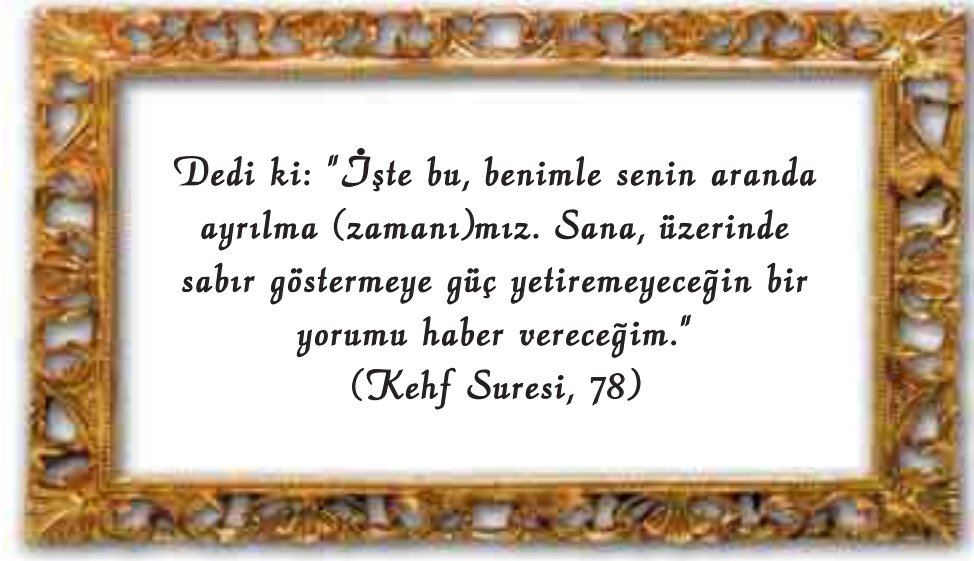 Dedi ki: "İşte bu, benimle senin aranda
ayrılma (zamanı)mız. Sana, üzerinde
sabır göstermeye güç yetiremeyeceğin bir
yorumu haber vereceğim."
(Kehf Suresi, 78)